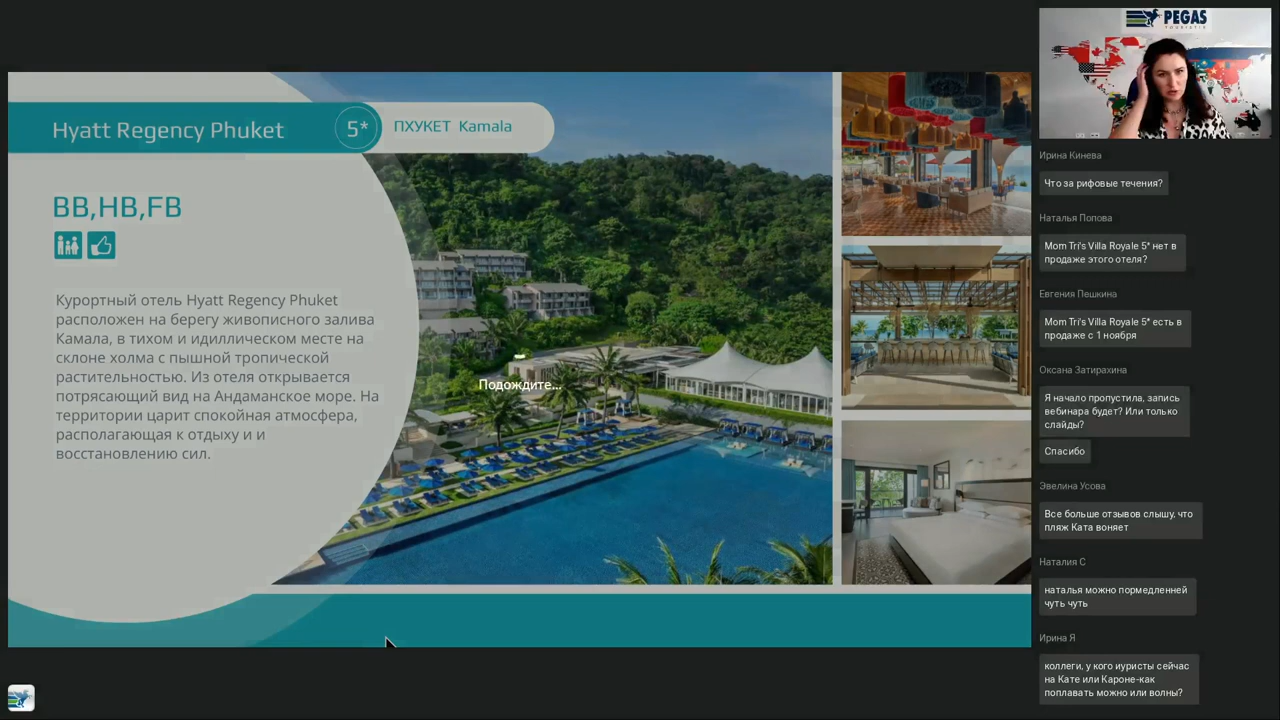 Hyatt Regency Phuket
5*
ПХУКЕТ Kamala
BB,HB,FB
Курортный отель Hyatt Regency Phuket
расположен на берегу живописного залива
Камала, в тихом и идиллическом месте на
склоне холма с пышной тропической
растительностью. Из отеля открывается
потрясающий вид на Андаманское море. На
территории царит спокойная атмосфера,
располагающая к отдыху и и
восстановлению сил.
Подождите...
PEGAS
TOURISTIK
Ирина Кинева
Что за рифовые течения?
Наталья Попова
Mom Tri's Villa Royale 5* нет в
продаже этого отеля?
Евгения Пешкина
Mom Tri's Villa Royale 5* есть в
продаже с 1 ноября
Оксана Затирахина
Я начало пропустила, запись
вебинара будет? Или только
слайды?
Спасибо
Эвелина Усова
Все больше отзывов слышу, что
пляж Ката воняет
Наталия С
наталья можно пормедленней
чуть чуть
Ирина Я
коллеги, у кого иуристы сейчас
на Кате или Кароне-как
поплавать можно или волны?